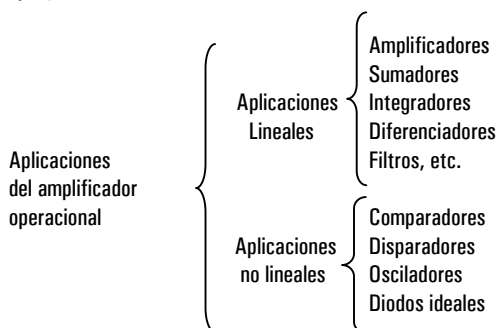 Aplicaciones
del amplificador
operacional
Aplicaciones
Lineales
Amplificadores
Sumadores
Integradores
Diferenciadores
Filtros, etc.
Aplicaciones
no lineales
Comparadores
Disparadores
Osciladores
Diodos ideales